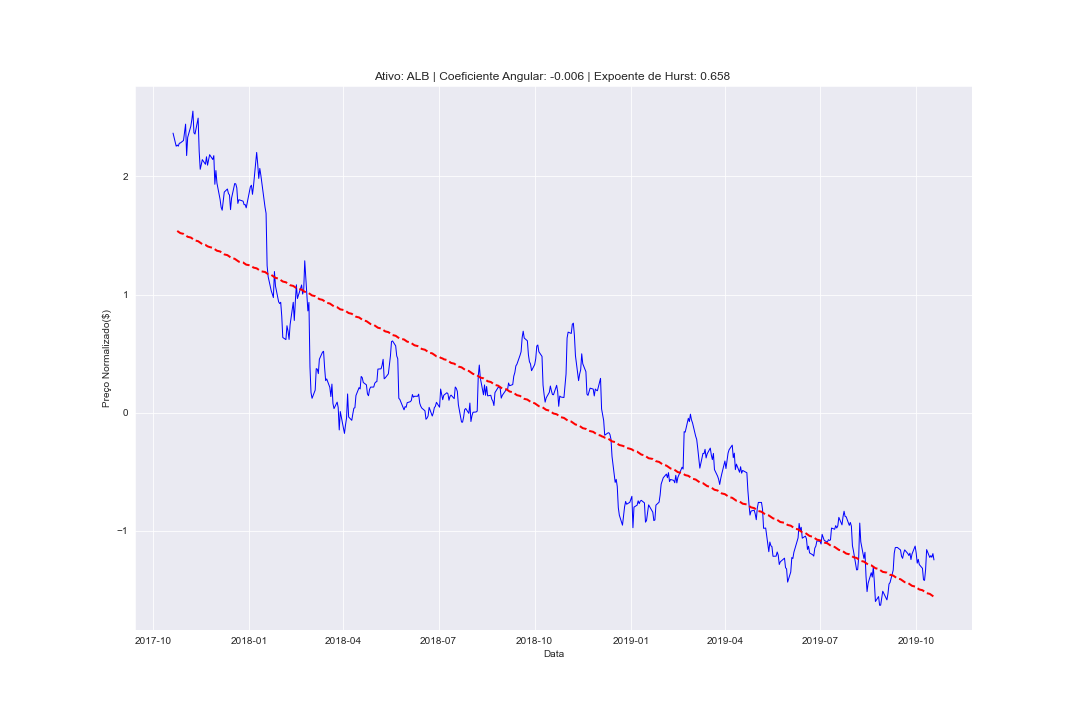 Ativo: ALB | Coeficiente Angular: -0.006 | Expoente de Hurst: 0.658
Preço Normalizado($)
2
1
0
−1
2017-10 2018-01 2018-04 2018-07 2018-10 2019-01 2019-04 2019-07 2019-10
Data